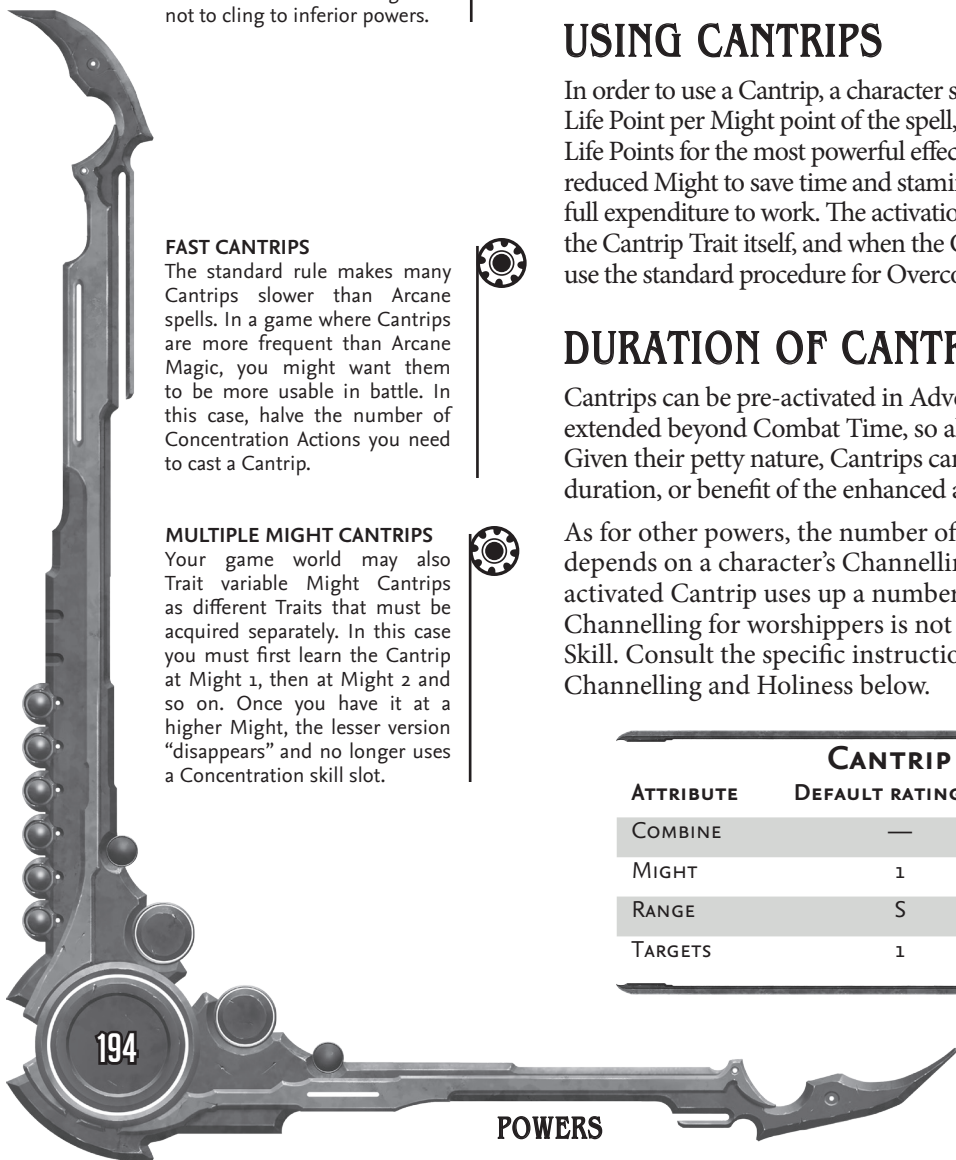 not to cling to inferior powers.
FAST CANTRIPS
The standard rule makes many
Cantrips slower than Arcane
spells. In a game where Cantrips
are more frequent than Arcane
Magic, you might want them
to be more usable in battle. In
this case, halve the number of
Concentration Actions you need
to cast a Cantrip.
MULTIPLE MIGHT CANTRIPS
Your game world may also
Trait variable Might Cantrips
as different Traits that must be
acquired separately. In this case
you must first learn the Cantrip
at Might 1, then at Might 2 and
so on. Once you have it at a
higher Might, the lesser version
“disappears” and no longer uses
a Concentration skill slot.
USING CANTRIPS
In order to use a Cantrip, a character
Life Point per Might point of the spell,
Life Points for the most powerful
reduced Might to save time and
full expenditure to work. The
the Cantrip Trait itself, and when the
use the standard procedure for
DURATION OF
Cantrips can be pre-activated in
extended beyond Combat Time, so
Given their petty nature, Cantrips
duration, or benefit of the enhanced
As for other powers, the number of
depends on a character’s
activated Cantrip uses up a number
Channelling for worshippers is not
Skill. Consult the specific
Channelling and Holiness below.
CANTRIP
ATTRIBUTE DEFAULT RATING
COMBINE —
MIGHT 1
RANGE S
TARGETS 1
194
POWERS